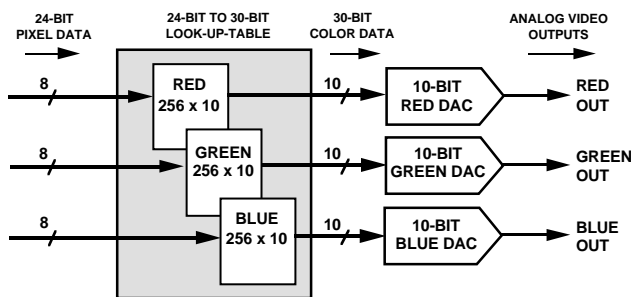 24-BIT
PIXEL DATA
24-BIT TO 30-BIT
LOOK-UP-TABLE
30-BIT
COLOR DATA
ANALOG VIDEO
OUTPUTS
8
RED
256 x 10
10
10-BIT
RED DAC
RED
OUT
8
GREEN
256 x 10
10
10-BIT
GREEN DAC
GREEN
OUT
8
BLUE
256 x 10
10
10-BIT
BLUE DAC
BLUE
OUT